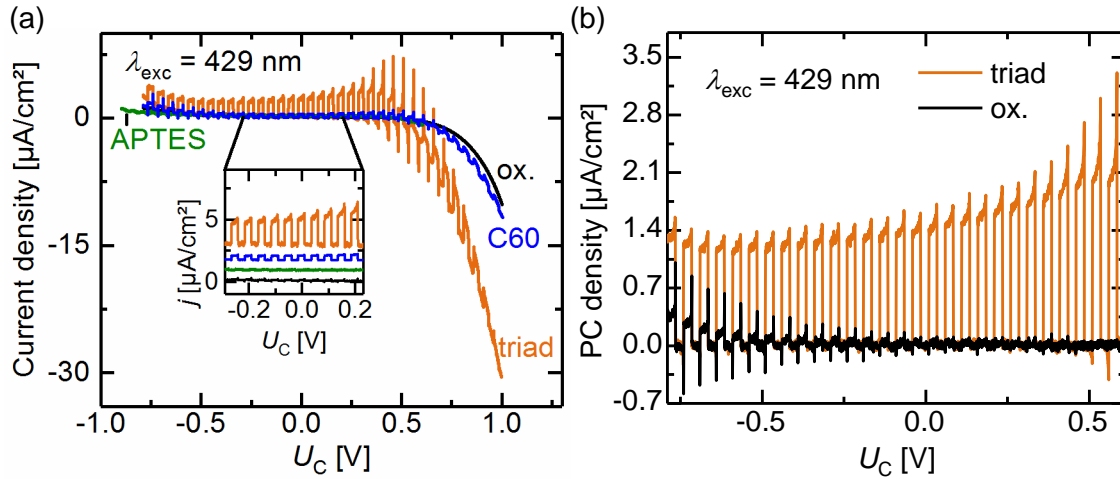 (a)
Current density [µA/cm²]
0
-15
-30
λexc = 429 nm
APTES
ox.
C60
triad
j [µA/cm²]
5
0
-0.2 0.0 0.2
UC [V]
-1.0 -0.5 0.0 0.5 1.0
UC [V]
(b)
PC density [µA/cm²]
3.5
2.8
2.1
1.4
0.7
0.0
-0.7
λexc = 429 nm
triad
ox.
-0.5 0.0 0.5
UC [V]